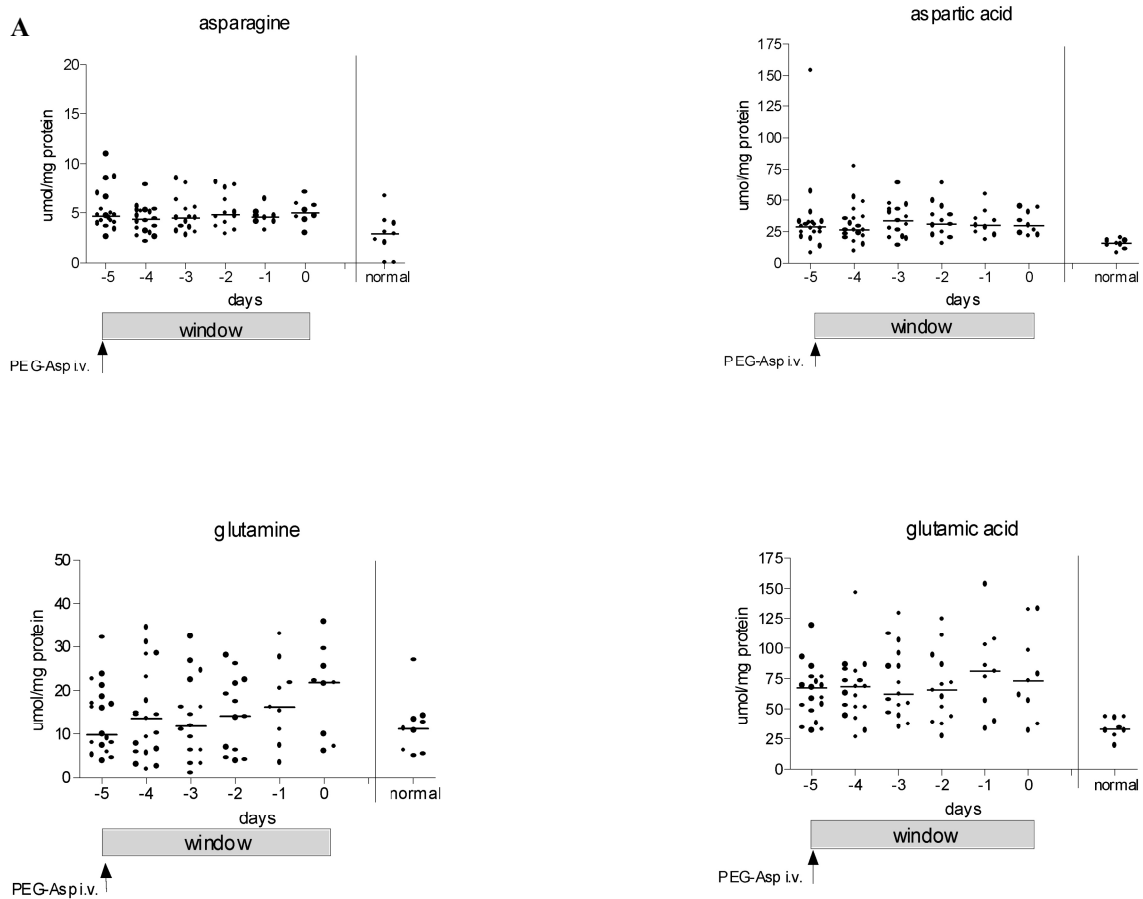 A
asparagine
umol/mg protein
20
15
10
5
0
-5 -4 -3 -2 -1 0 normal
days
window
PEG-Asp i.v.
aspartic acid
umol/mg protein
175
150
125
100
75
50
25
0
-5 -4 -3 -2 -1 0 normal
days
window
PEG-Asp i.v.
glutamine
umol/mg protein
50
40
30
20
10
0
-5 -4 -3 -2 -1 0 normal
days
window
PEG-Asp i.v.
glutamic acid
umol/mg protein
175
150
125
100
75
50
25
0
-5 -4 -3 -2 -1 0 normal
days
window
PEG-Asp i.v.